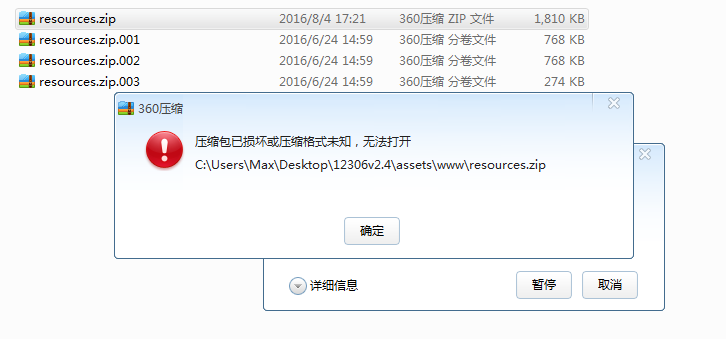 resources.zip 2016/8/4 17:21 360压缩 ZIP 文件 1,810 KB
resources.zip.001 2016/6/24 14:59 360压缩 分卷文件 768 KB
resources.zip.002 2016/6/24 14:59 360压缩 分卷文件 768 KB
resources.zip.003 2016/6/24 14:59 360压缩 分卷文件 274 KB
360压缩
压缩包已损坏或压缩格式未知，无法打开
C:\Users\Max\Desktop\12306v2.4\assets\www\resources.zip
确定
详细信息 暂停 取消